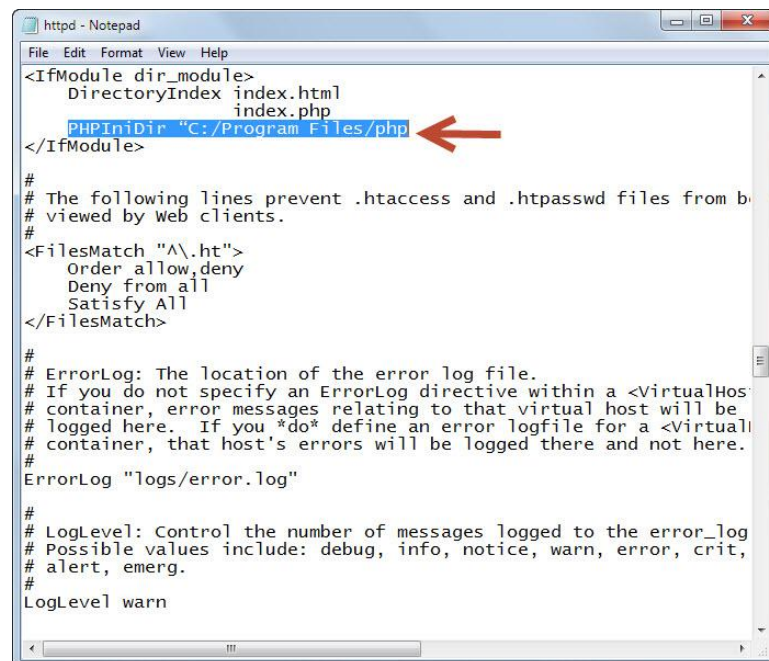 httpd - Notepad
File Edit Format View Help
<IfModule dir_module>
    DirectoryIndex index.html
                   index.php
    PHPIniDir “C:/Program Files/php
</IfModule>
#
# The following lines prevent .htaccess and .htpasswd files from b
# viewed by Web clients.
#
<FilesMatch "^\.ht">
    Order allow,deny
    Deny from all
    Satisfy All
</FilesMatch>
#
# ErrorLog: The location of the error log file.
# If you do not specify an ErrorLog directive within a <VirtualHos
# container, error messages relating to that virtual host will be
# logged here.  If you *do* define an error logfile for a <Virtual
# container, that host's errors will be logged there and not here.
#
ErrorLog "logs/error.log"
#
# LogLevel: Control the number of messages logged to the error_log
# Possible values include: debug, info, notice, warn, error, crit,
# alert, emerg.
#
LogLevel warn